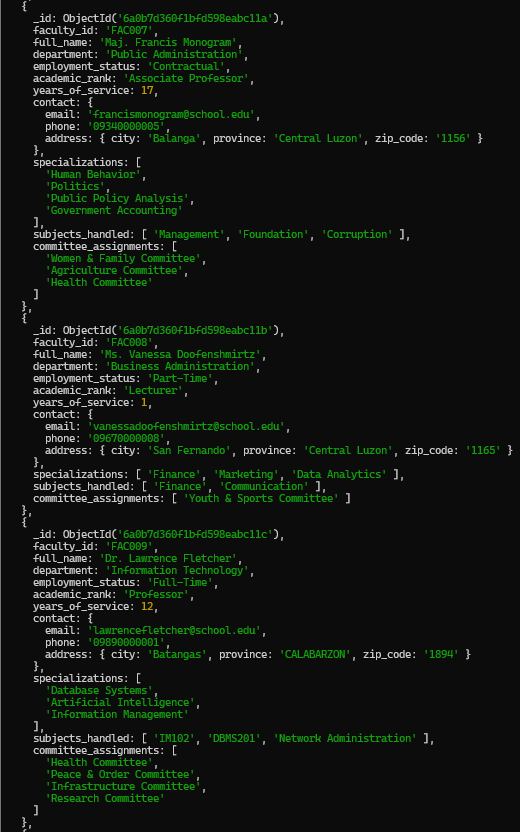 {
_id: ObjectId('6a0b7d360f1bfd598eabc11a'),
faculty_id: 'FAC007',
full_name: 'Maj. Francis Monogram',
department: 'Public Administration',
employment_status: 'Contractual',
academic_rank: 'Associate Professor',
years_of_service: 17,
contact: {
email: 'francismonogram@school.edu',
phone: '09340000005',
address: { city: 'Balanga', province: 'Central Luzon', zip_code: '1156' }
},
specializations: [
'Human Behavior',
'Politics',
'Public Policy Analysis',
'Government Accounting'
],
subjects_handled: [ 'Management', 'Foundation', 'Corruption' ],
committee_assignments: [
'Women & Family Committee',
'Agriculture Committee',
'Health Committee'
]
},
{
_id: ObjectId('6a0b7d360f1bfd598eabc11b'),
faculty_id: 'FAC008',
full_name: 'Ms. Vanessa Doofenshmirtz',
department: 'Business Administration',
employment_status: 'Part-Time',
academic_rank: 'Lecturer',
years_of_service: 1,
contact: {
email: 'vanessadoofenshmirtz@school.edu',
phone: '09670000008',
address: { city: 'San Fernando', province: 'Central Luzon', zip_code: '1165' }
},
specializations: [ 'Finance', 'Marketing', 'Data Analytics' ],
subjects_handled: [ 'Finance', 'Communication' ],
committee_assignments: [ 'Youth & Sports Committee' ]
},
{
_id: ObjectId('6a0b7d360f1bfd598eabc11c'),
faculty_id: 'FAC009',
full_name: 'Dr. Lawrence Fletcher',
department: 'Information Technology',
employment_status: 'Full-Time',
academic_rank: 'Professor',
years_of_service: 12,
contact: {
email: 'lawrencefletcher@school.edu',
phone: '09890000001',
address: { city: 'Batangas', province: 'CALABARZON', zip_code: '1894' }
},
specializations: [
'Database Systems',
'Artificial Intelligence',
'Information Management'
],
subjects_handled: [ 'IM102', 'DBMS201', 'Network Administration' ],
committee_assignments: [
'Health Committee',
'Peace & Order Committee',
'Infrastructure Committee',
'Research Committee'
]
},